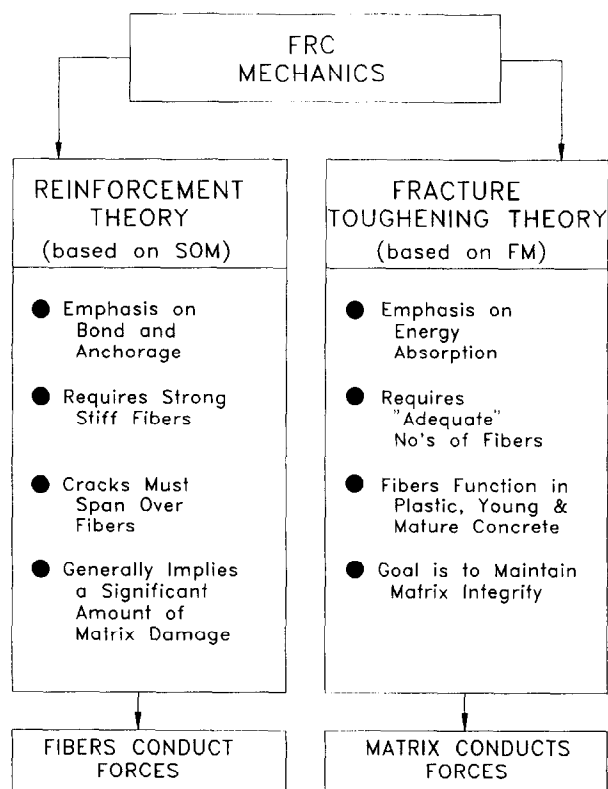 FRC
MECHANICS
REINFORCEMENT
THEORY
(based on SOM)
● Emphasis on
Bond and
Anchorage
● Requires Strong
Stiff Fibers
● Cracks Must
Span Over
Fibers
● Generally Implies
a Significant
Amount of
Matrix Damage
FIBERS CONDUCT
FORCES
FRACTURE
TOUGHENING THEORY
(based on FM)
● Emphasis on
Energy
Absorption
● Requires
"Adequate"
No's of Fibers
● Fibers Function in
Plastic, Young &
Mature Concrete
● Goal is to Maintain
Matrix Integrity
MATRIX CONDUCTS
FORCES